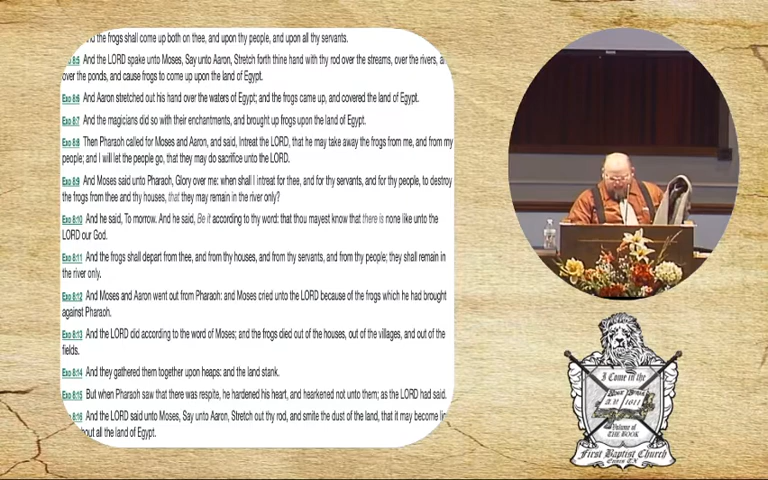 the frogs shall come up both on thee, and upon thy people, and upon all thy servants.
8:5 And the LORD spake unto Moses, Say unto Aaron, Stretch forth thine hand with thy rod over the streams, over the rivers,
over the ponds, and cause frogs to come up upon the land of Egypt.
Exo 8:6 And Aaron stretched out his hand over the waters of Egypt; and the frogs came up, and covered the land of Egypt.
Exo 8:7 And the magicians did so with their enchantments, and brought up frogs upon the land of Egypt.
Exo 8:8 Then Pharaoh called for Moses and Aaron, and said, Intreat the LORD, that he may take away the frogs from me, and from my
people; and I will let the people go, that they may do sacrifice unto the LORD.
Exo 8:9 And Moses said unto Pharaoh, Glory over me: when shall I intreat for thee, and for thy servants, and for thy people, to destroy
the frogs from thee and thy houses, that they may remain in the river only?
Exo 8:10 And he said, To morrow. And he said, Be it according to thy word: that thou mayest know that there is none like unto the
LORD our God.
Exo 8:11 And the frogs shall depart from thee, and from thy houses, and from thy servants, and from thy people; they shall remain in
the river only.
Exo 8:12 And Moses and Aaron went out from Pharaoh: and Moses cried unto the LORD because of the frogs which he had brought
against Pharaoh.
Exo 8:13 And the LORD did according to the word of Moses; and the frogs died out of the houses, out of the villages, and out of the
fields.
Exo 8:14 And they gathered them together upon heaps: and the land stank.
Exo 8:15 But when Pharaoh saw that there was respite, he hardened his heart, and hearkened not unto them; as the LORD had said.
8:16 And the LORD said unto Moses, Say unto Aaron, Stretch out thy rod, and smite the dust of the land, that it may become
all the land of Egypt.
I Come in the
Volume of
THE BOOK
First Baptist Church